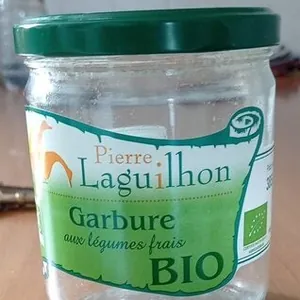 Pierre
Laguilhon
Garbure
aux légumes frais
BIO